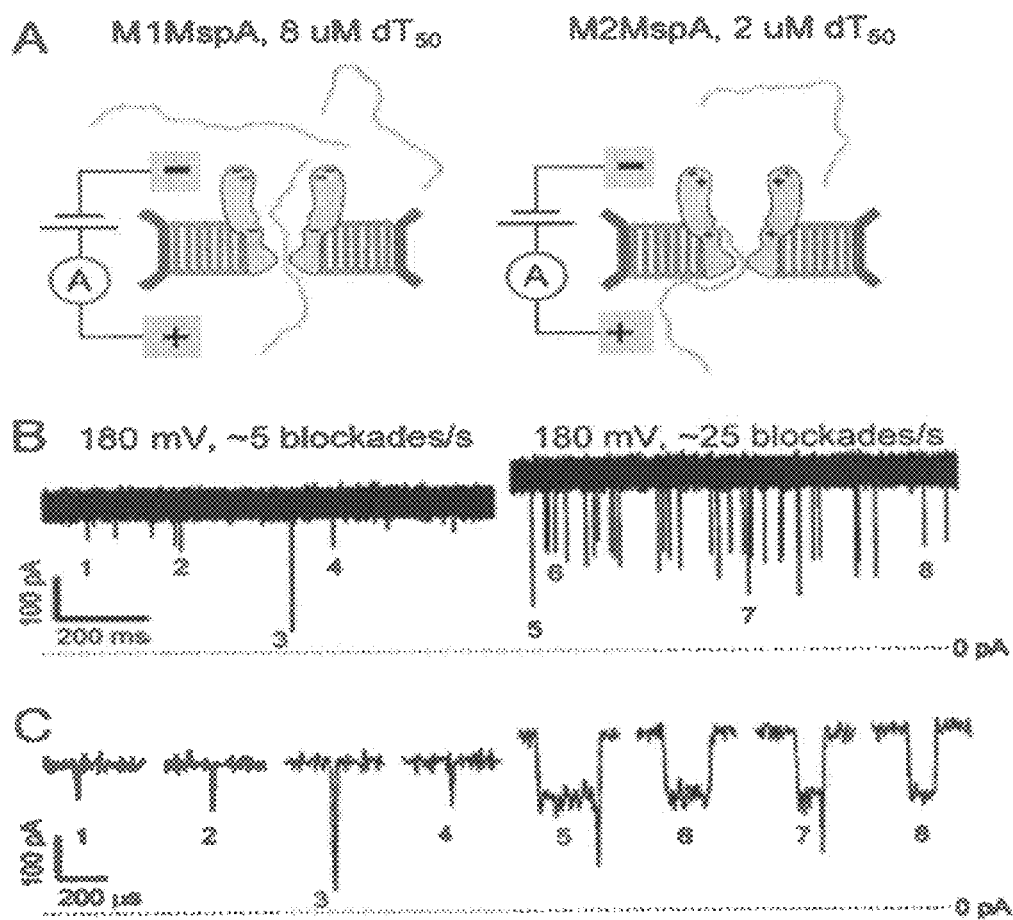 A M1MspA, 8 uM dT50 M2MspA, 2 uM dT50
− −
A A
+ +
B 180 mV, ~5 blockades/s 180 mV, ~25 blockades/s
1 2 3 4 5 6 7 8
100 pA
200 ms
0 pA
C
1 2 3 4 5 6 7 8
100 pA
200 µs
0 pA